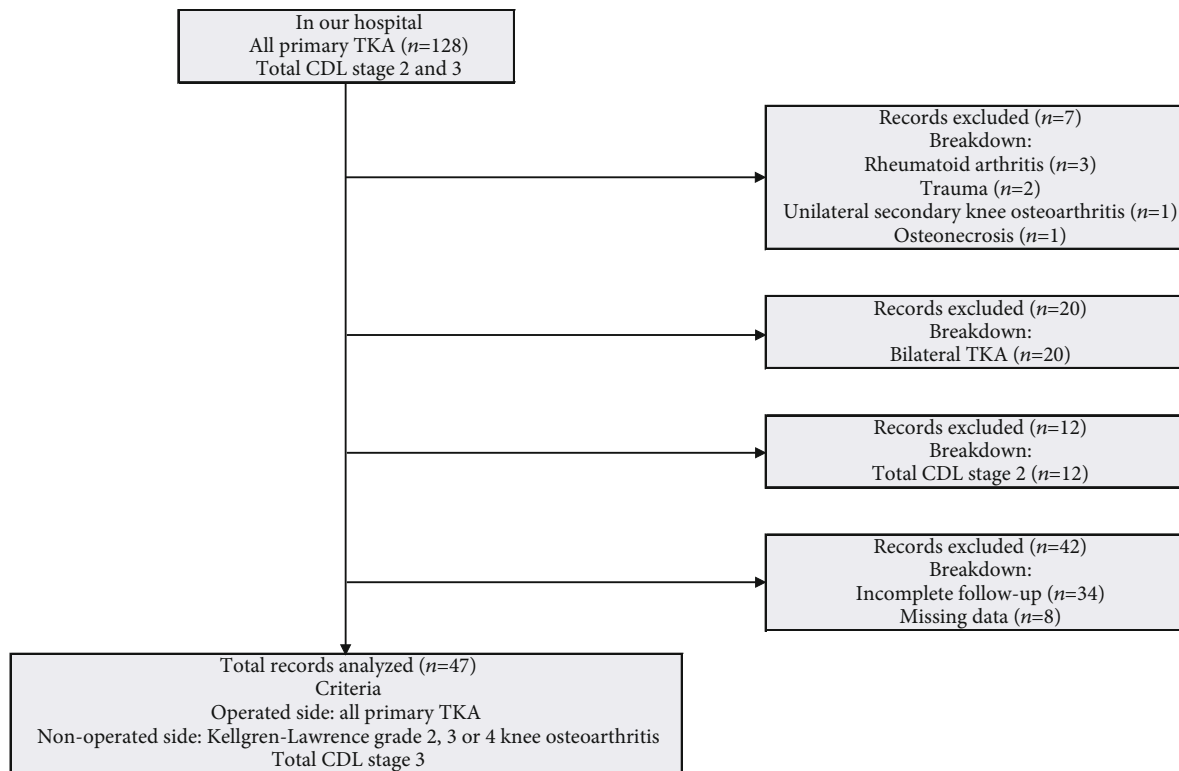 In our hospital
All primary TKA (n=128)
Total CDL stage 2 and 3
Records excluded (n=7)
Breakdown:
Rheumatoid arthritis (n=3)
Trauma (n=2)
Unilateral secondary knee osteoarthritis (n=1)
Osteonecrosis (n=1)
Records excluded (n=20)
Breakdown:
Bilateral TKA (n=20)
Records excluded (n=12)
Breakdown:
Total CDL stage 2 (n=12)
Records excluded (n=42)
Breakdown:
Incomplete follow-up (n=34)
Missing data (n=8)
Total records analyzed (n=47)
Criteria
Operated side: all primary TKA
Non-operated side: Kellgren-Lawrence grade 2, 3 or 4 knee osteoarthritis
Total CDL stage 3